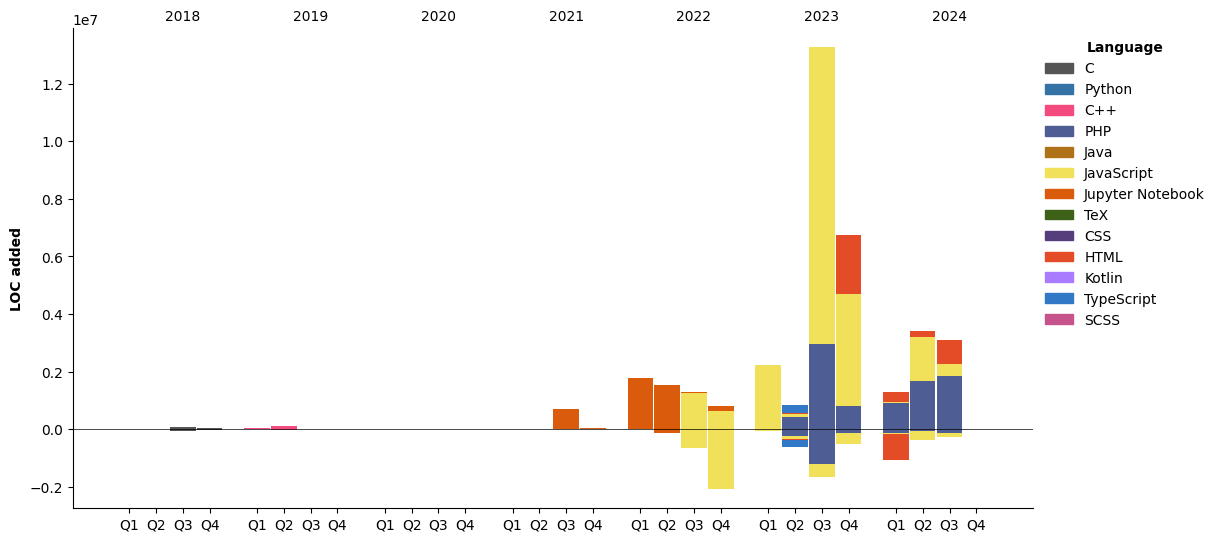 1e7
2018 2019 2020 2021 2022 2023 2024
LOC added
1.2
1.0
0.8
0.6
0.4
0.2
0.0
−0.2
Q1 Q2 Q3 Q4 Q1 Q2 Q3 Q4 Q1 Q2 Q3 Q4 Q1 Q2 Q3 Q4 Q1 Q2 Q3 Q4 Q1 Q2 Q3 Q4 Q1 Q2 Q3 Q4
Language
C
Python
C++
PHP
Java
JavaScript
Jupyter Notebook
TeX
CSS
HTML
Kotlin
TypeScript
SCSS